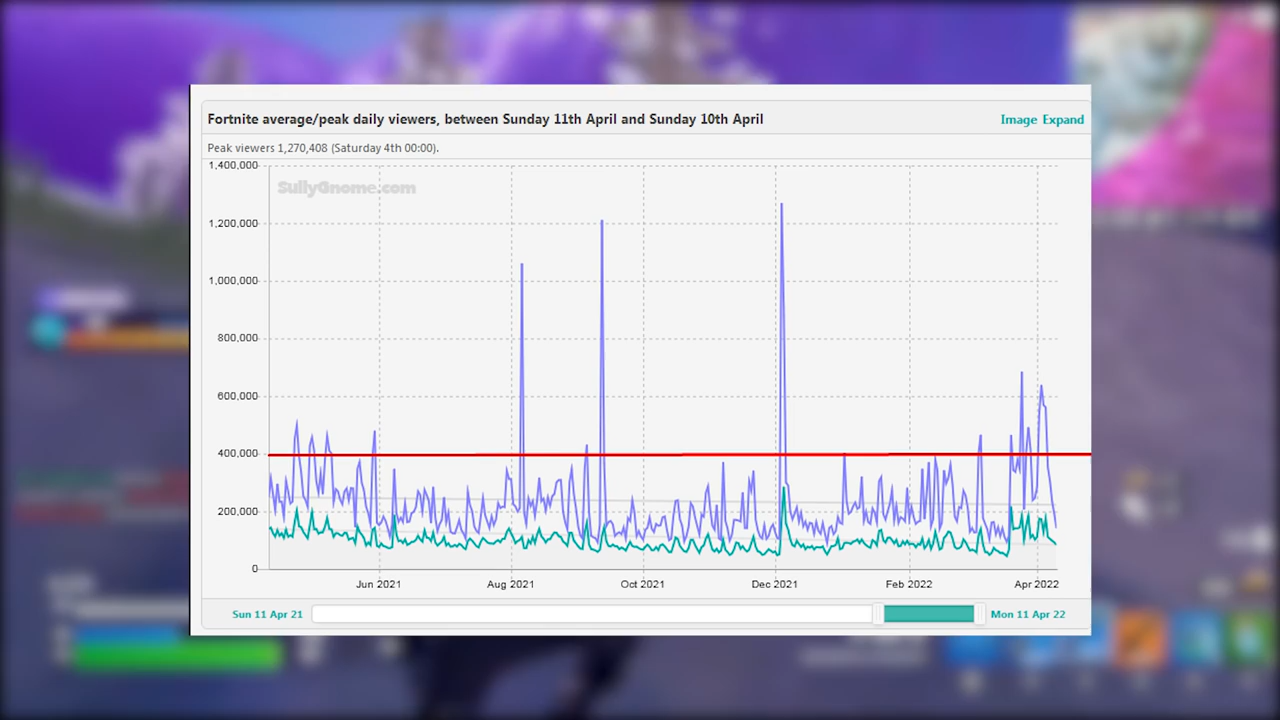 Fortnite average/peak daily viewers, between Sunday 11th April and Sunday 10th April
Image Expand
Peak viewers 1,270,408 (Saturday 4th 00:00).
1,400,000
SullyGnome.com
1,200,000
1,000,000
800,000
600,000
400,000
200,000
0
Jun 2021
Aug 2021
Oct 2021
Dec 2021
Feb 2022
Apr 2022
Sun 11 Apr 21
Mon 11 Apr 22